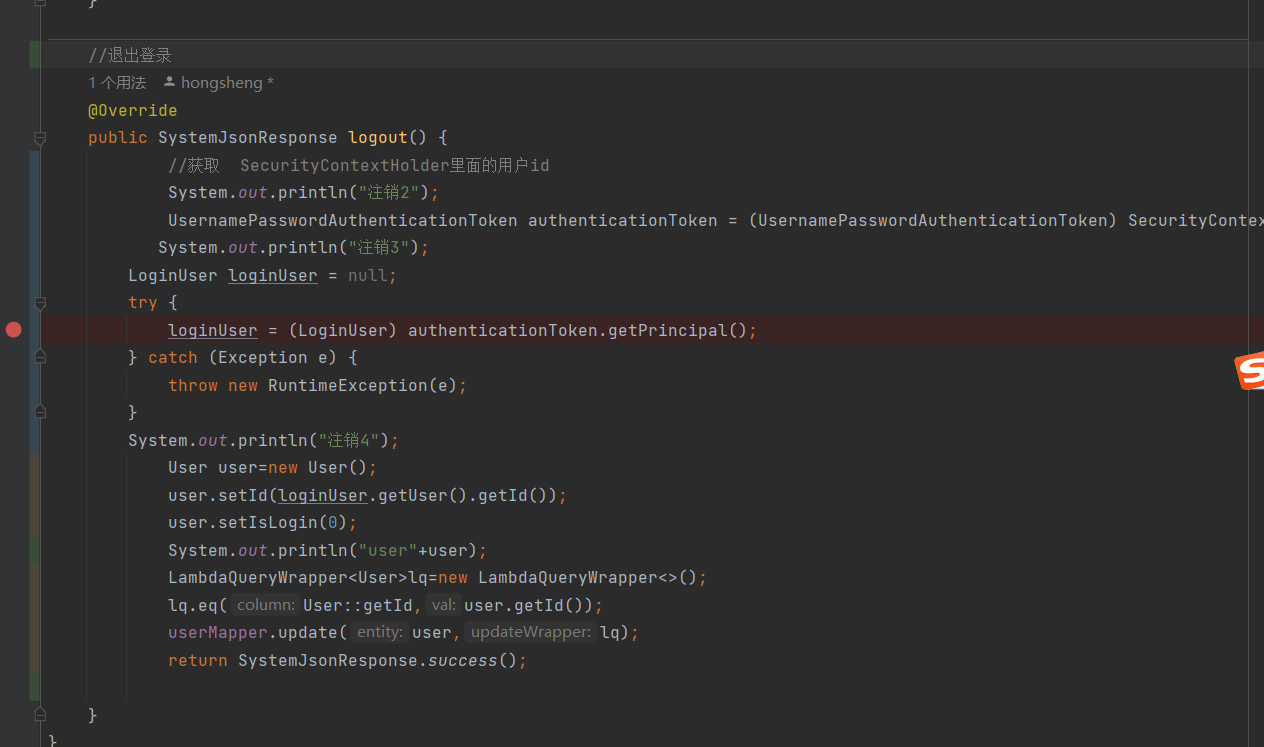 }
//退出登录
1 个用法 hongsheng *
@Override
public SystemJsonResponse logout() {
//获取 SecurityContextHolder里面的用户id
System.out.println("注销2");
UsernamePasswordAuthenticationToken authenticationToken = (UsernamePasswordAuthenticationToken) SecurityContex
System.out.println("注销3");
LoginUser loginUser = null;
try {
loginUser = (LoginUser) authenticationToken.getPrincipal();
} catch (Exception e) {
throw new RuntimeException(e);
}
System.out.println("注销4");
User user=new User();
user.setId(loginUser.getUser().getId());
user.setIsLogin(0);
System.out.println("user"+user);
LambdaQueryWrapper<User>lq=new LambdaQueryWrapper<>();
lq.eq( column: User::getId, val: user.getId());
userMapper.update( entity: user, updateWrapper: lq);
return SystemJsonResponse.success();
}
}